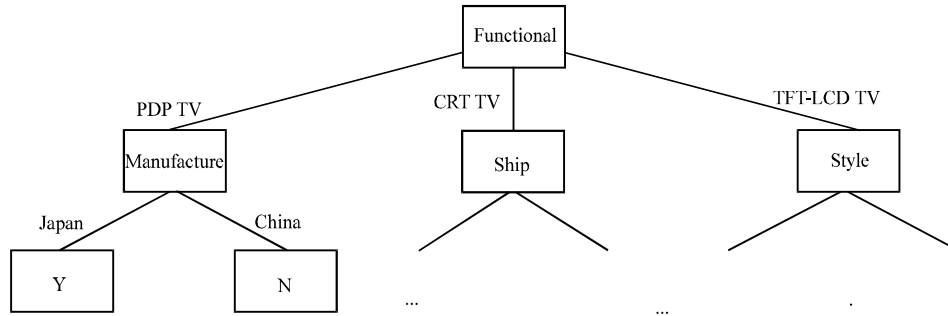 Functional
PDP TV
CRT TV
TFT-LCD TV
Manufacture
Ship
Style
Japan
China
Y
N
...
...
.